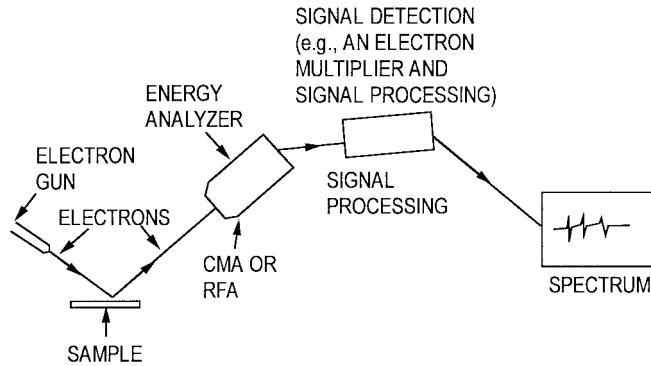 SIGNAL DETECTION
(e.g., AN ELECTRON
MULTIPLIER AND
SIGNAL PROCESSING)
ENERGY
ANALYZER
ELECTRON
GUN
ELECTRONS
SIGNAL
PROCESSING
CMA OR
RFA
SPECTRUM
SAMPLE